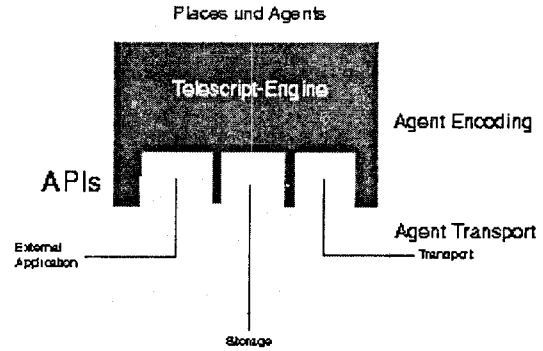 Places und Agents
Telescript-Engine
Agent Encoding
APIs
Agent Transport
External
Application
Transport
Storage